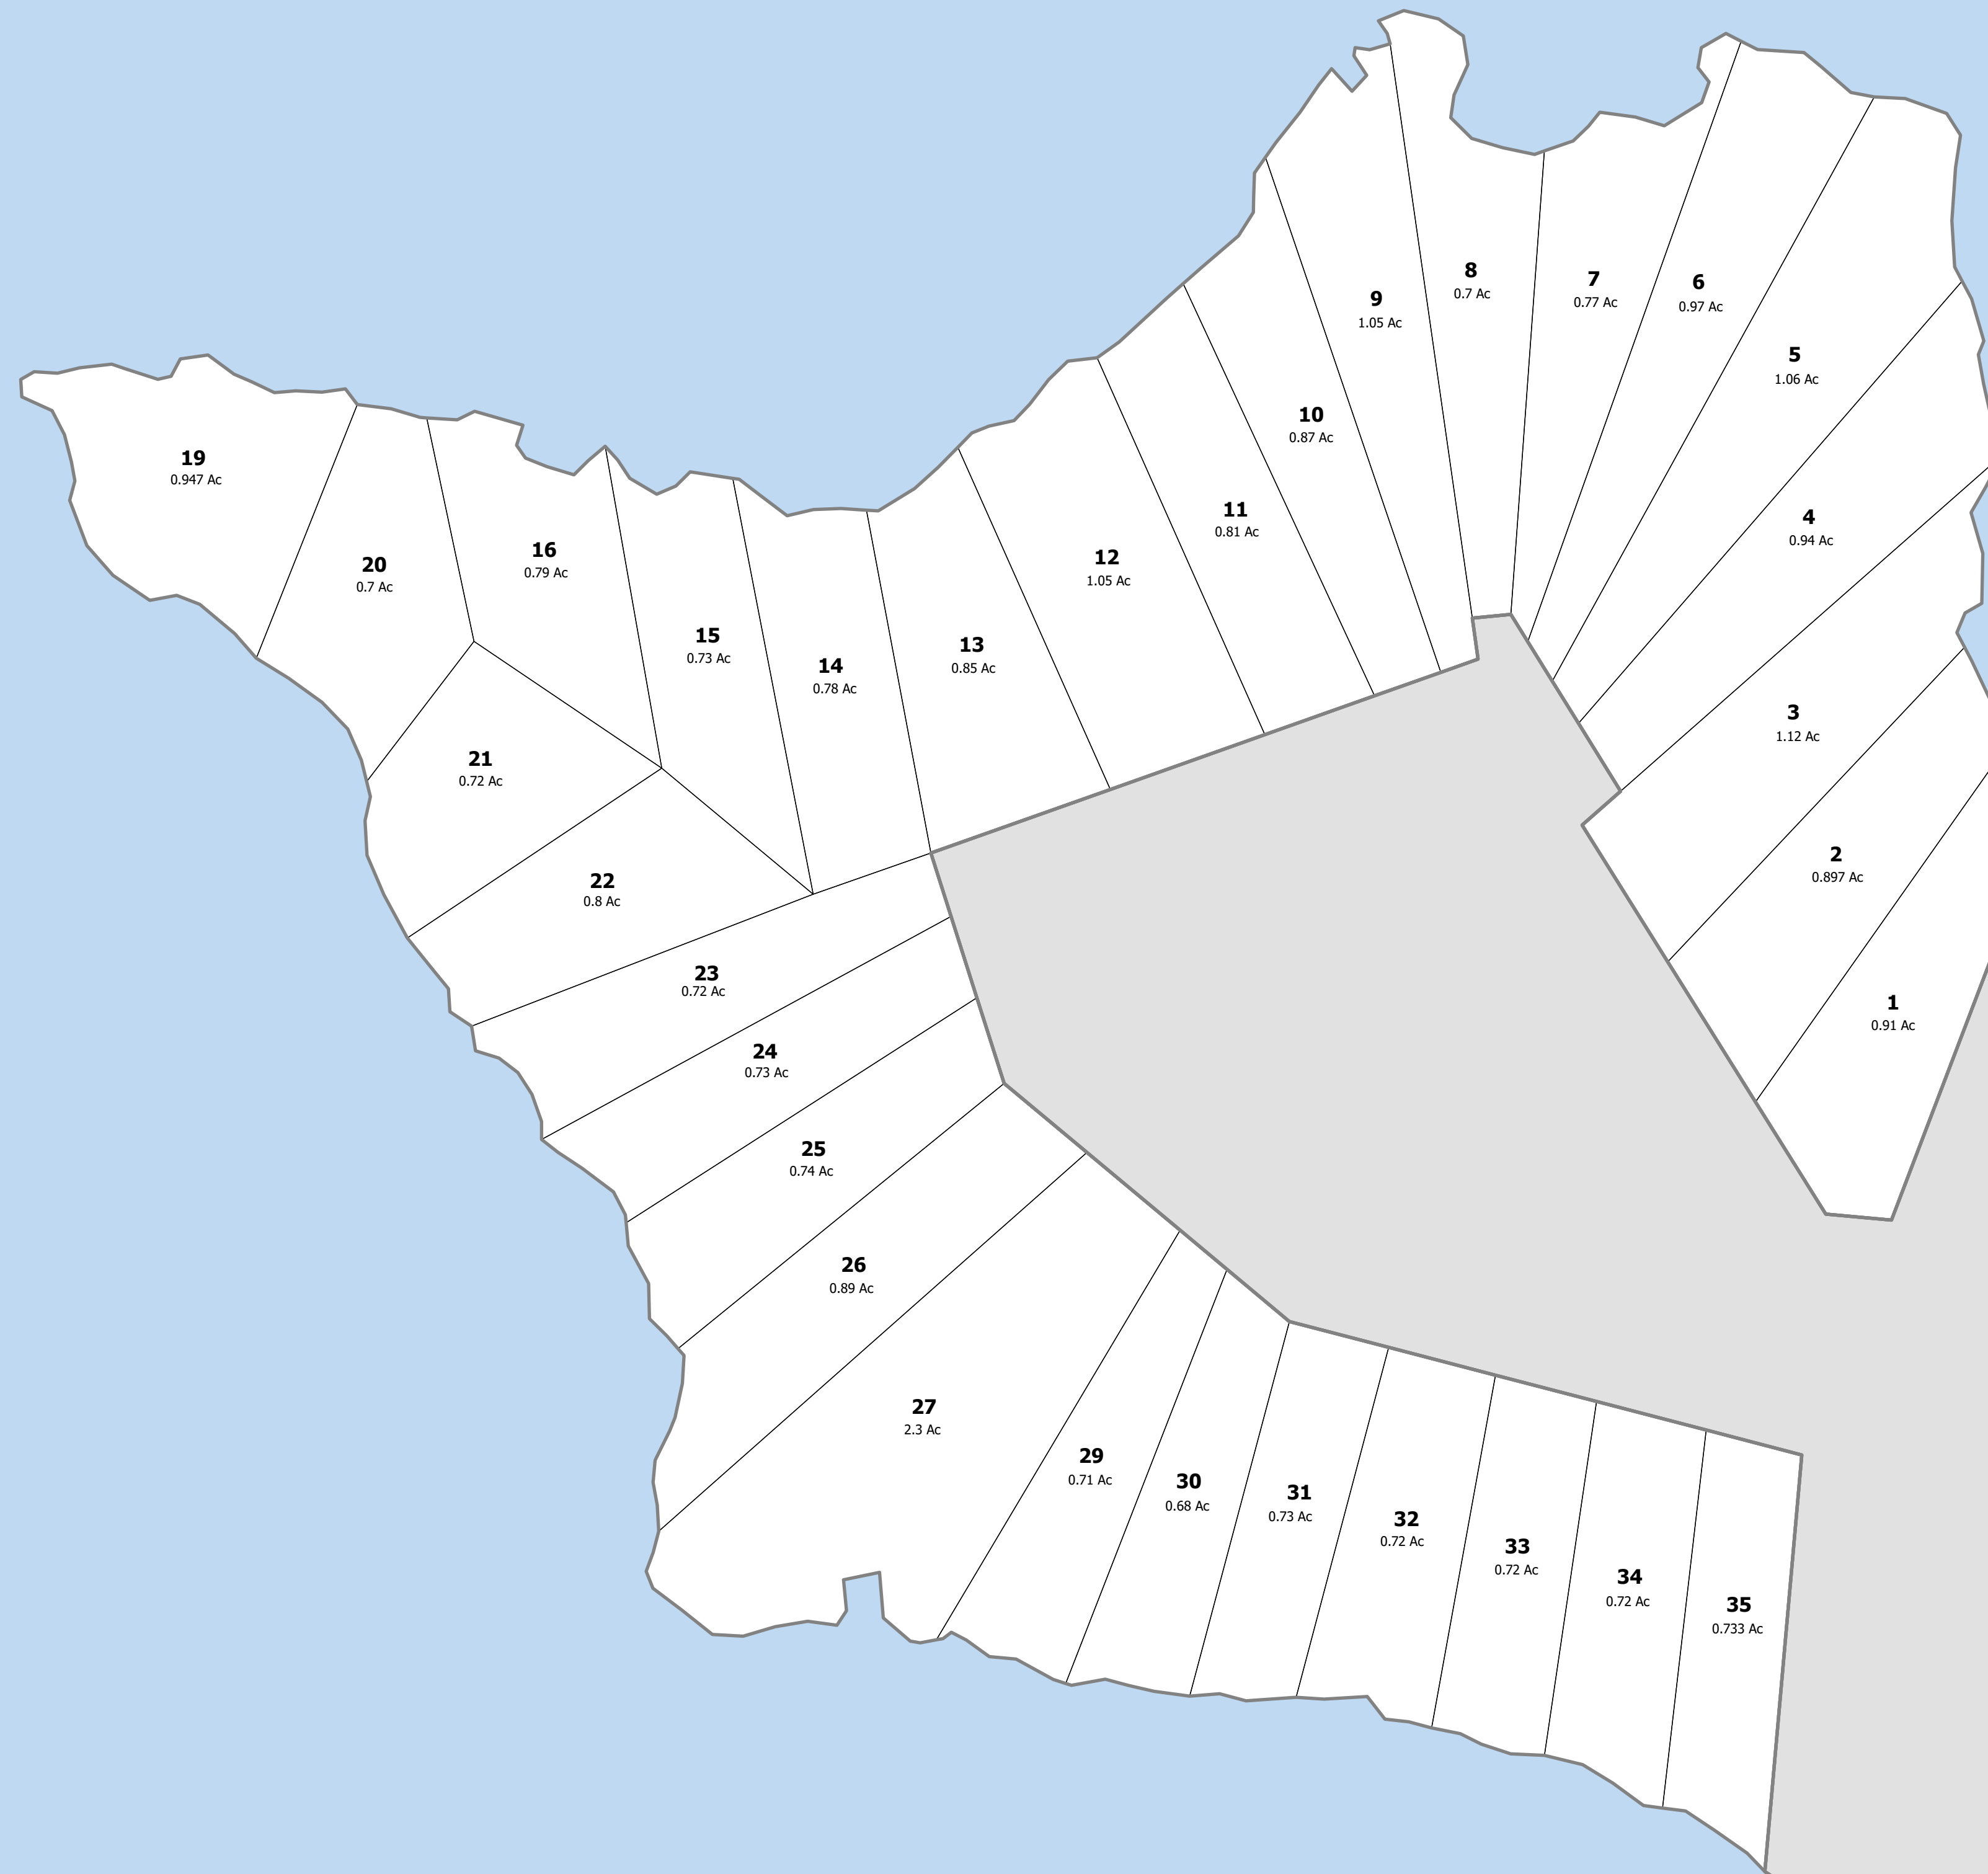 8
0.7 Ac
7
0.77 Ac
6
0.97 Ac
9
1.05 Ac
5
1.06 Ac
10
0.87 Ac
19
0.947 Ac
11
0.81 Ac
4
0.94 Ac
16
0.79 Ac
12
1.05 Ac
20
0.7 Ac
15
0.73 Ac
13
0.85 Ac
14
0.78 Ac
3
1.12 Ac
21
0.72 Ac
2
0.897 Ac
22
0.8 Ac
23
0.72 Ac
1
0.91 Ac
24
0.73 Ac
25
0.74 Ac
26
0.89 Ac
27
2.3 Ac
29
0.71 Ac
30
0.68 Ac
31
0.73 Ac
32
0.72 Ac
33
0.72 Ac
34
0.72 Ac
35
0.733 Ac